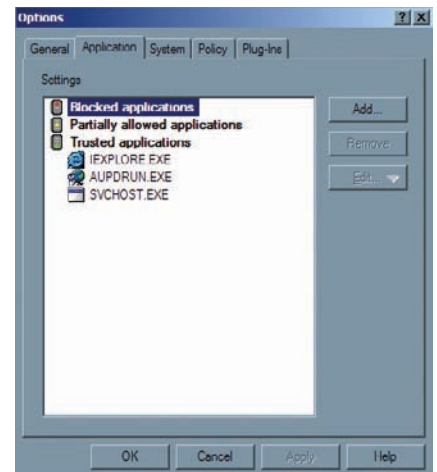 Options
General Application System Policy Plug-Ins
Settings
Blocked applications
Partially allowed applications
Trusted applications
IEXPLORE.EXE
AUPDRUN.EXE
SVCHOST.EXE
Add...
Remove
Edit...
OK Cancel Apply Help